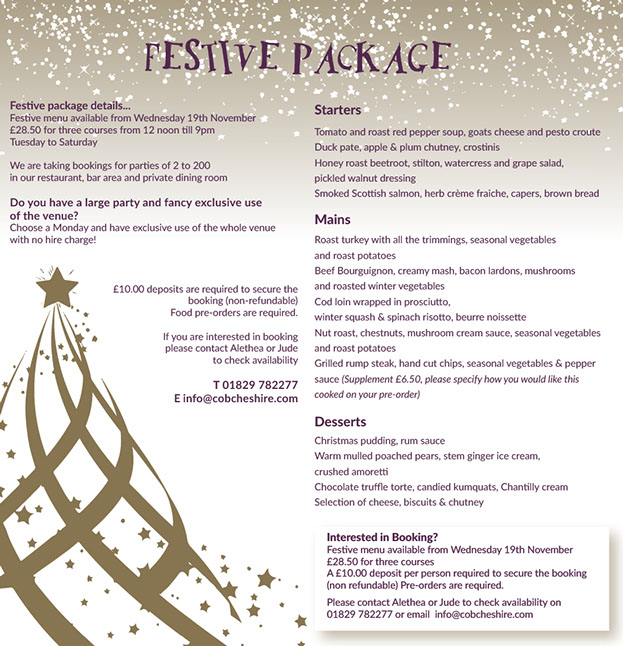 FESTIVE PACKAGE
Festive package details...
Festive menu available from Wednesday 19th November
£28.50 for three courses from 12 noon till 9pm
Tuesday to Saturday
We are taking bookings for parties of 2 to 200
in our restaurant, bar area and private dining room
Do you have a large party and fancy exclusive use
of the venue?
Choose a Monday and have exclusive use of the whole venue
with no hire charge!
£10.00 deposits are required to secure the
booking (non-refundable)
Food pre-orders are required.
If you are interested in booking
please contact Alethea or Jude
to check availability
T 01829 782277
E info@cobcheshire.com
Starters
Tomato and roast red pepper soup, goats cheese and pesto croute
Duck pate, apple & plum chutney, crostinis
Honey roast beetroot, stilton, watercress and grape salad,
pickled walnut dressing
Smoked Scottish salmon, herb crème fraiche, capers, brown bread
Mains
Roast turkey with all the trimmings, seasonal vegetables
and roast potatoes
Beef Bourguignon, creamy mash, bacon lardons, mushrooms
and roasted winter vegetables
Cod loin wrapped in prosciutto,
winter squash & spinach risotto, beurre noissette
Nut roast, chestnuts, mushroom cream sauce, seasonal vegetables
and roast potatoes
Grilled rump steak, hand cut chips, seasonal vegetables & pepper
sauce (Supplement £6.50, please specify how you would like this
cooked on your pre-order)
Desserts
Christmas pudding, rum sauce
Warm mulled poached pears, stem ginger ice cream,
crushed amoretti
Chocolate truffle torte, candied kumquats, Chantilly cream
Selection of cheese, biscuits & chutney
Interested in Booking?
Festive menu available from Wednesday 19th November
£28.50 for three courses
A £10.00 deposit per person required to secure the booking
(non refundable) Pre-orders are required.
Please contact Alethea or Jude to check availability on
01829 782277 or email info@cobcheshire.com